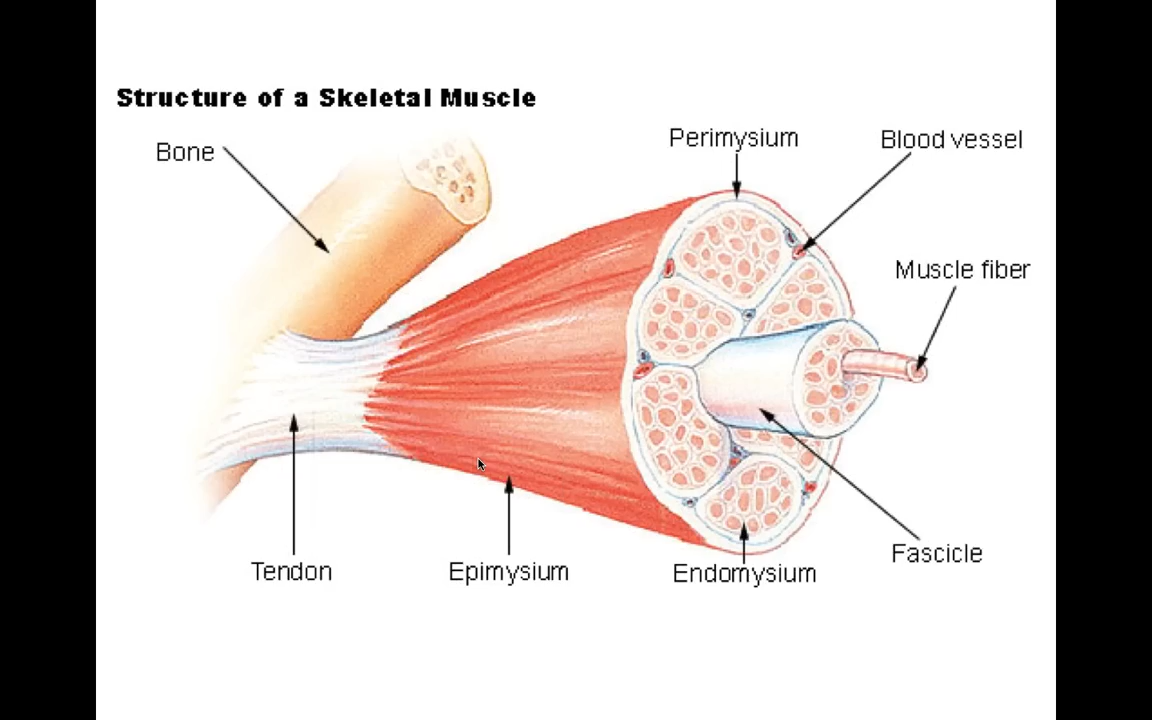 Structure of a Skeletal Muscle
Bone
Perimysium
Blood vessel
Muscle fiber
Tendon
Epimysium
Endomysium
Fascicle